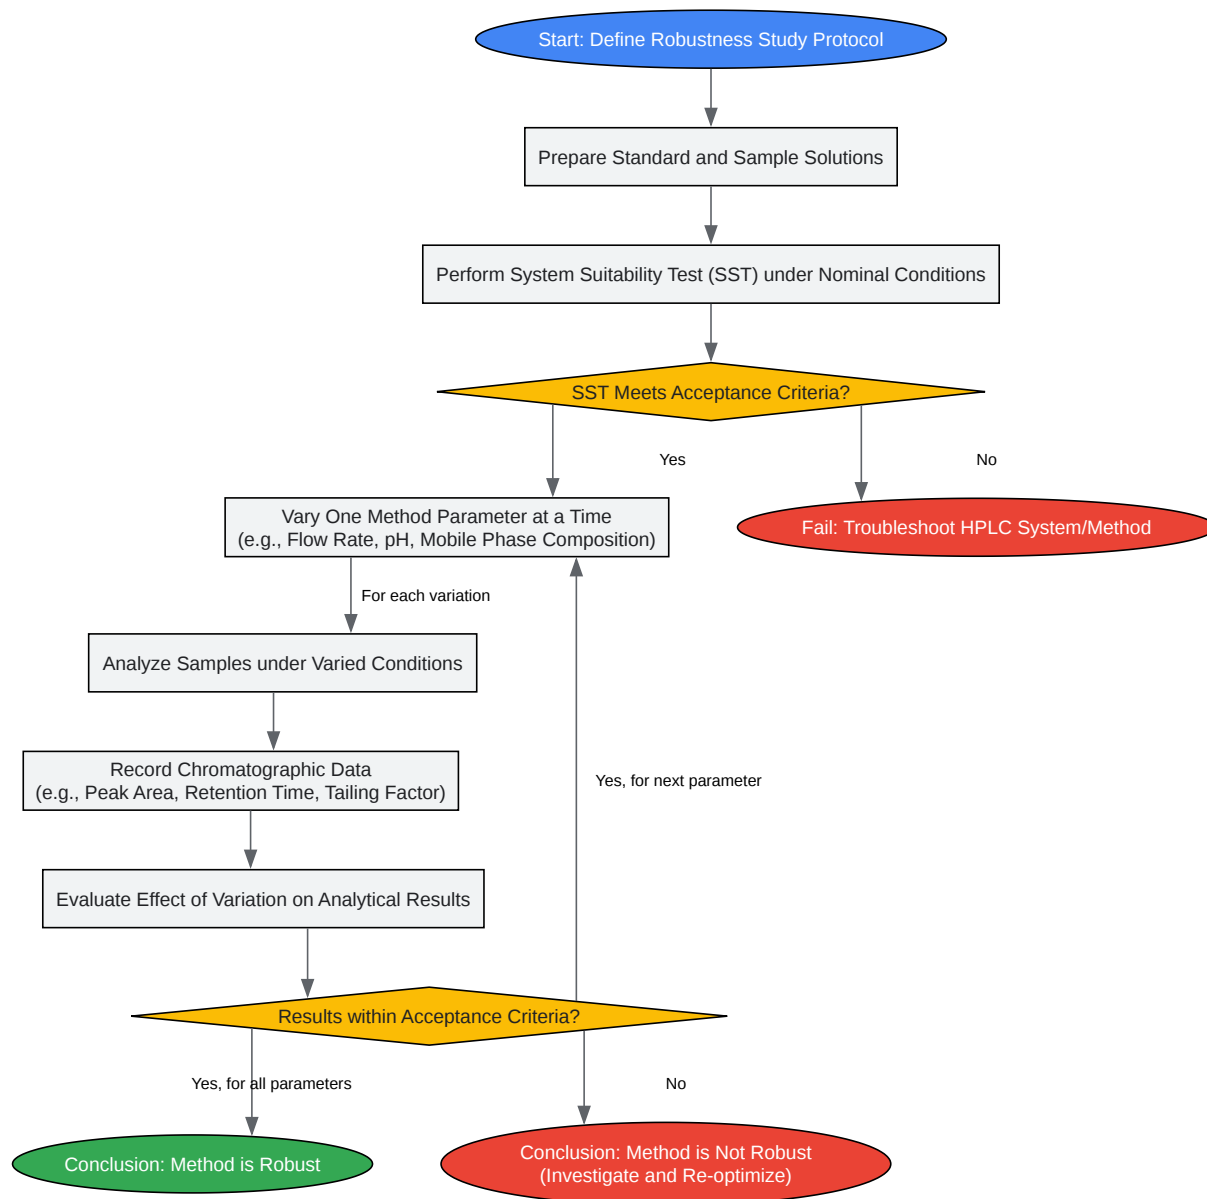 Start: Define Robustness Study Protocol
Prepare Standard and Sample Solutions
Perform System Suitability Test (SST) under Nominal Conditions
SST Meets Acceptance Criteria?
Yes
No
Vary One Method Parameter at a Time
(e.g., Flow Rate, pH, Mobile Phase Composition)
Fail: Troubleshoot HPLC System/Method
For each variation
Analyze Samples under Varied Conditions
Record Chromatographic Data
(e.g., Peak Area, Retention Time, Tailing Factor)
Yes, for next parameter
Evaluate Effect of Variation on Analytical Results
Results within Acceptance Criteria?
Yes, for all parameters
No
Conclusion: Method is Robust
Conclusion: Method is Not Robust
(Investigate and Re-optimize)